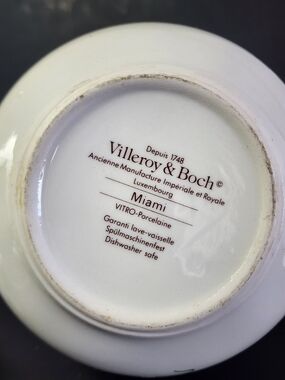 Depuis 1748
Villeroy & Boch ©
Ancienne Manufacture Impériale et Royale
Luxembourg
Miami
VITRO-Porcelaine
Garanti lave-vaisselle
Spülmaschinenfest
Dishwasher safe